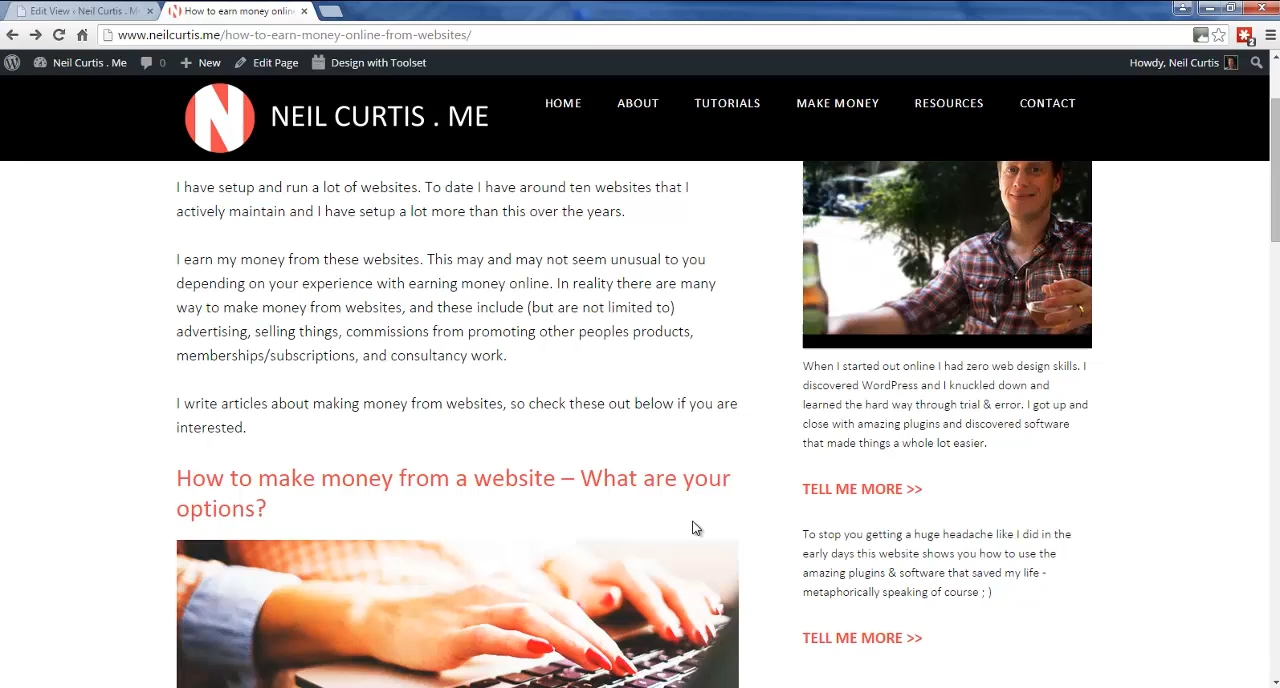 Edit View ‹ Neil Curtis . M
How to earn money online
www.neilcurtis.me/how-to-earn-money-online-from-websites/
2
Neil Curtis . Me
0
New
Edit Page
Design with Toolset
Howdy, Neil Curtis
N
NEIL CURTIS . ME
HOME
ABOUT
TUTORIALS
MAKE MONEY
RESOURCES
CONTACT
I have setup and run a lot of websites. To date I have around ten websites that I
actively maintain and I have setup a lot more than this over the years.
I earn my money from these websites. This may and may not seem unusual to you
depending on your experience with earning money online. In reality there are many
way to make money from websites, and these include (but are not limited to)
advertising, selling things, commissions from promoting other peoples products,
memberships/subscriptions, and consultancy work.
I write articles about making money from websites, so check these out below if you are
interested.
How to make money from a website – What are your
options?
When I started out online I had zero web design skills. I
discovered WordPress and I knuckled down and
learned the hard way through trial & error. I got up and
close with amazing plugins and discovered software
that made things a whole lot easier.
TELL ME MORE >>
To stop you getting a huge headache like I did in the
early days this website shows you how to use the
amazing plugins & software that saved my life -
metaphorically speaking of course ; )
TELL ME MORE >>